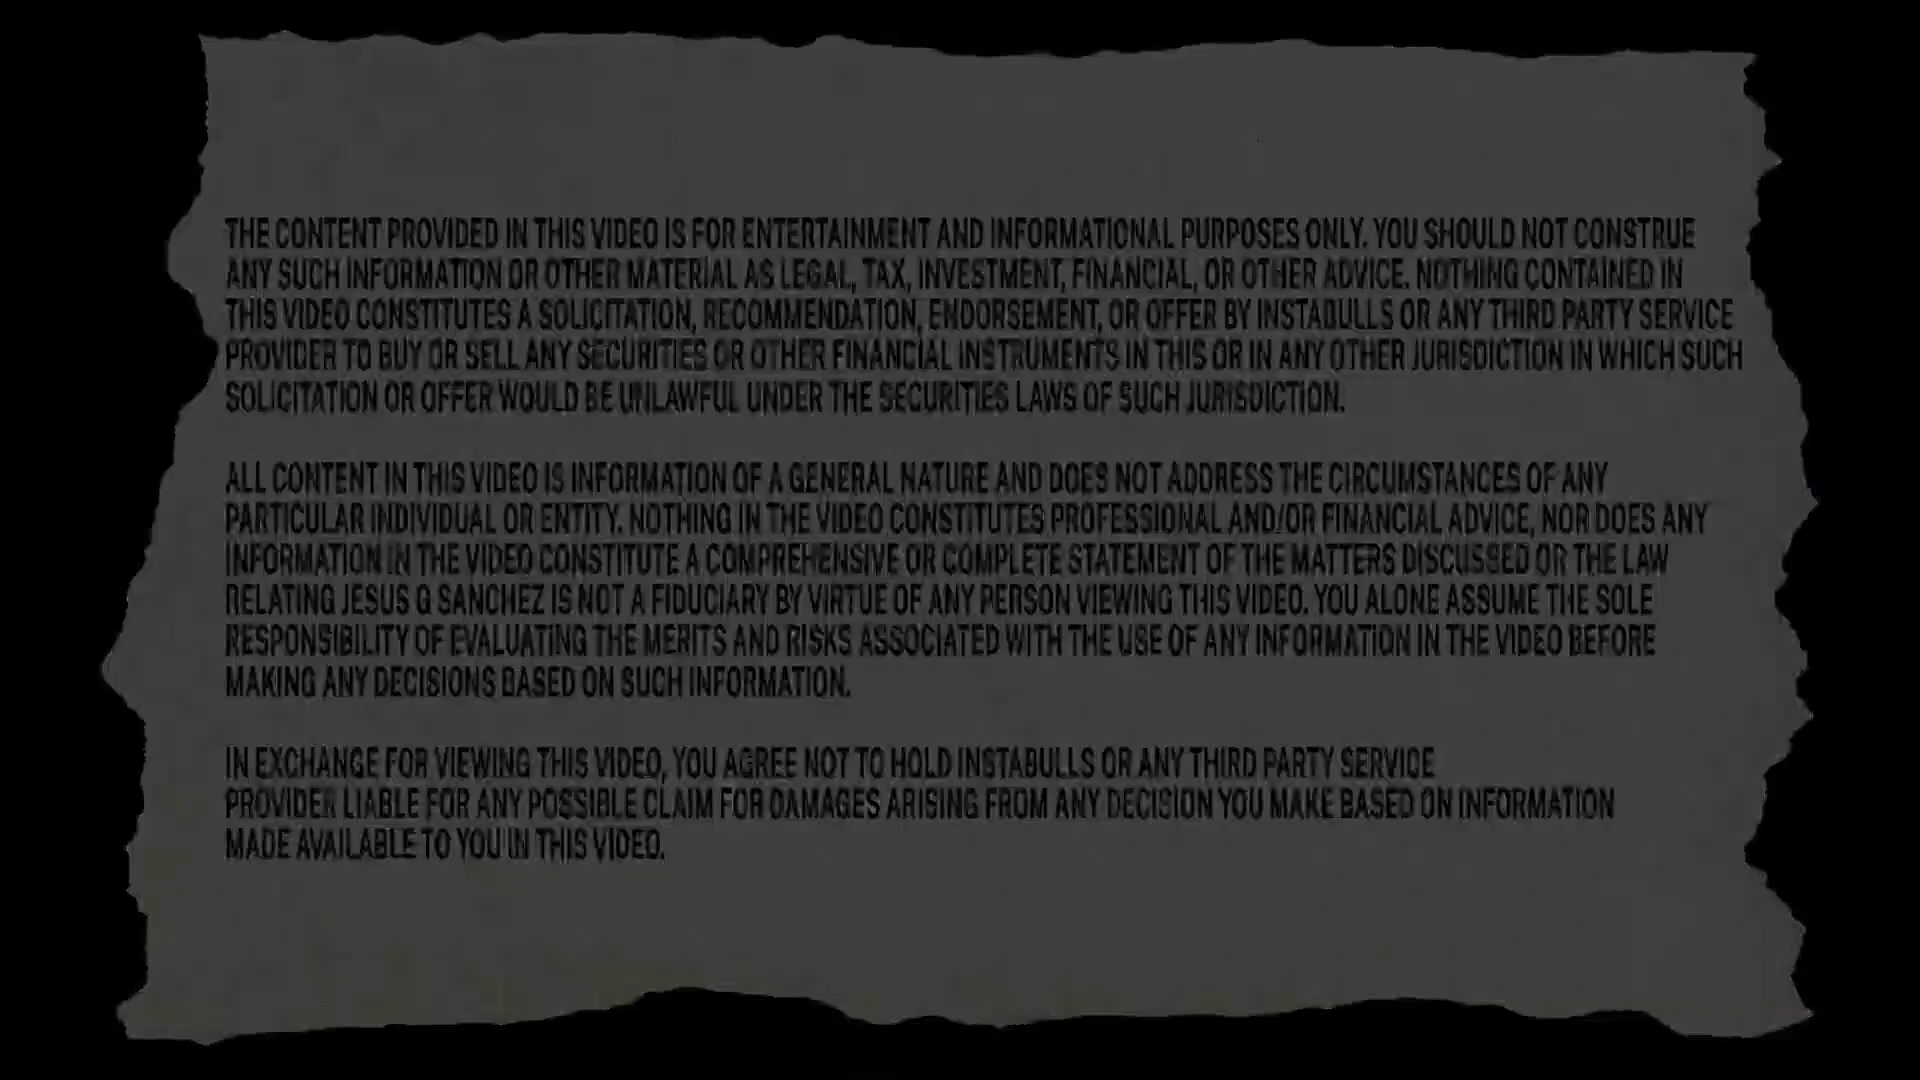 THE CONTENT PROVIDED IN THIS VIDEO IS FOR ENTERTAINMENT AND INFORMATIONAL PURPOSES ONLY. YOU SHOULD NOT CONSTRUE
ANY SUCH INFORMATION OR OTHER MATERIAL AS LEGAL, TAX, INVESTMENT, FINANCIAL, OR OTHER ADVICE. NOTHING CONTAINED IN
THIS VIDEO CONSTITUTES A SOLICITATION, RECOMMENDATION, ENDORSEMENT, OR OFFER BY INSTABULLS OR ANY THIRD PARTY SERVICE
PROVIDER TO BUY OR SELL ANY SECURITIES OR OTHER FINANCIAL INSTRUMENTS IN THIS OR IN ANY OTHER JURISDICTION IN WHICH SUCH
SOLICITATION OR OFFER WOULD BE UNLAWFUL UNDER THE SECURITIES LAWS OF SUCH JURISDICTION.
ALL CONTENT IN THIS VIDEO IS INFORMATION OF A GENERAL NATURE AND DOES NOT ADDRESS THE CIRCUMSTANCES OF ANY
PARTICULAR INDIVIDUAL OR ENTITY. NOTHING IN THE VIDEO CONSTITUTES PROFESSIONAL AND/OR FINANCIAL ADVICE, NOR DOES ANY
INFORMATION IN THE VIDEO CONSTITUTE A COMPREHENSIVE OR COMPLETE STATEMENT OF THE MATTERS DISCUSSED OR THE LAW
RELATING JESUS G SANCHEZ IS NOT A FIDUCIARY BY VIRTUE OF ANY PERSON VIEWING THIS VIDEO. YOU ALONE ASSUME THE SOLE
RESPONSIBILITY OF EVALUATING THE MERITS AND RISKS ASSOCIATED WITH THE USE OF ANY INFORMATION IN THE VIDEO BEFORE
MAKING ANY DECISIONS BASED ON SUCH INFORMATION.
IN EXCHANGE FOR VIEWING THIS VIDEO, YOU AGREE NOT TO HOLD INSTABULLS OR ANY THIRD PARTY SERVICE
PROVIDER LIABLE FOR ANY POSSIBLE CLAIM FOR DAMAGES ARISING FROM ANY DECISION YOU MAKE BASED ON INFORMATION
MADE AVAILABLE TO YOU IN THIS VIDEO.